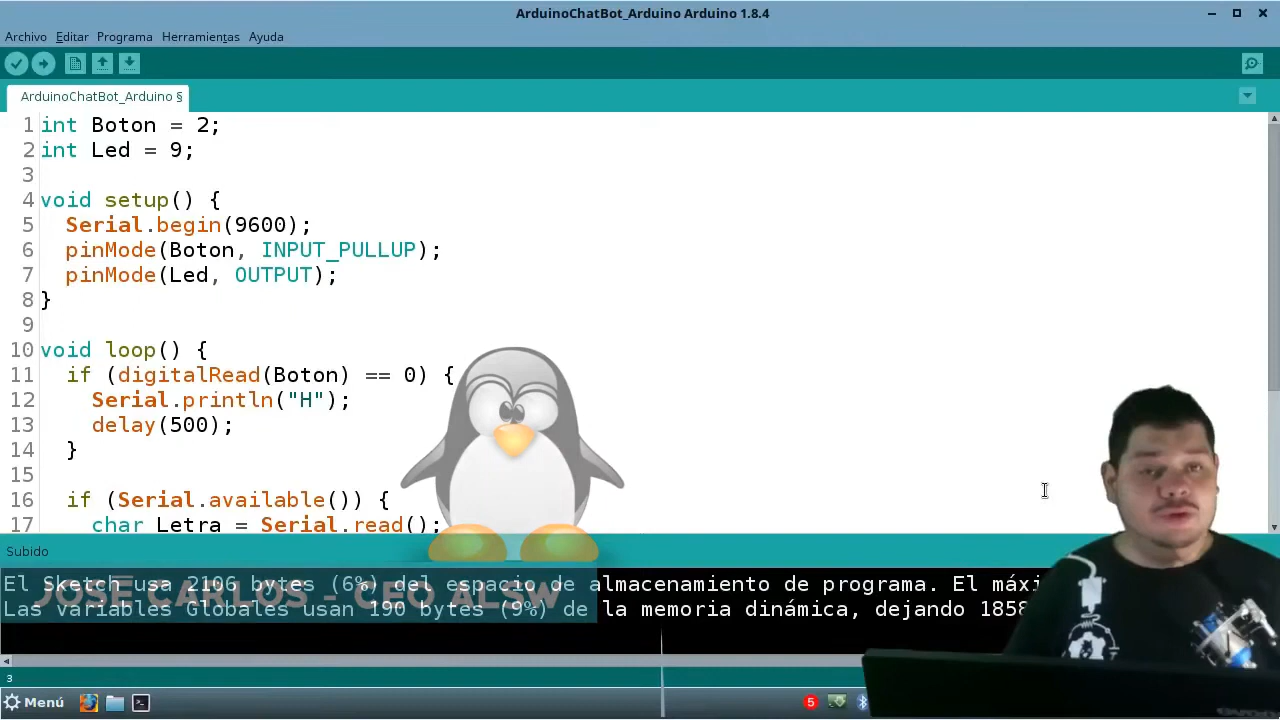 ArduinoChatBot_Arduino Arduino 1.8.4
Archivo Editar Programa Herramientas Ayuda
ArduinoChatBot_Arduino §
1 int Boton = 2;
2 int Led = 9;
3
4 void setup() {
5 Serial.begin(9600);
6 pinMode(Boton, INPUT_PULLUP);
7 pinMode(Led, OUTPUT);
8 }
9
10 void loop() {
11 if (digitalRead(Boton) == 0) {
12 Serial.println("H");
13 delay(500);
14 }
15
16 if (Serial.available()) {
17 char Letra = Serial.read();
Subido
El Sketch usa 2106 bytes (6%) del espacio de almacenamiento de programa. El máxi
JOSÉ CARLOS - CEO ALSW
Las variables Globales usan 190 bytes (9%) de la memoria dinámica, dejando 1858
3
Menú
5